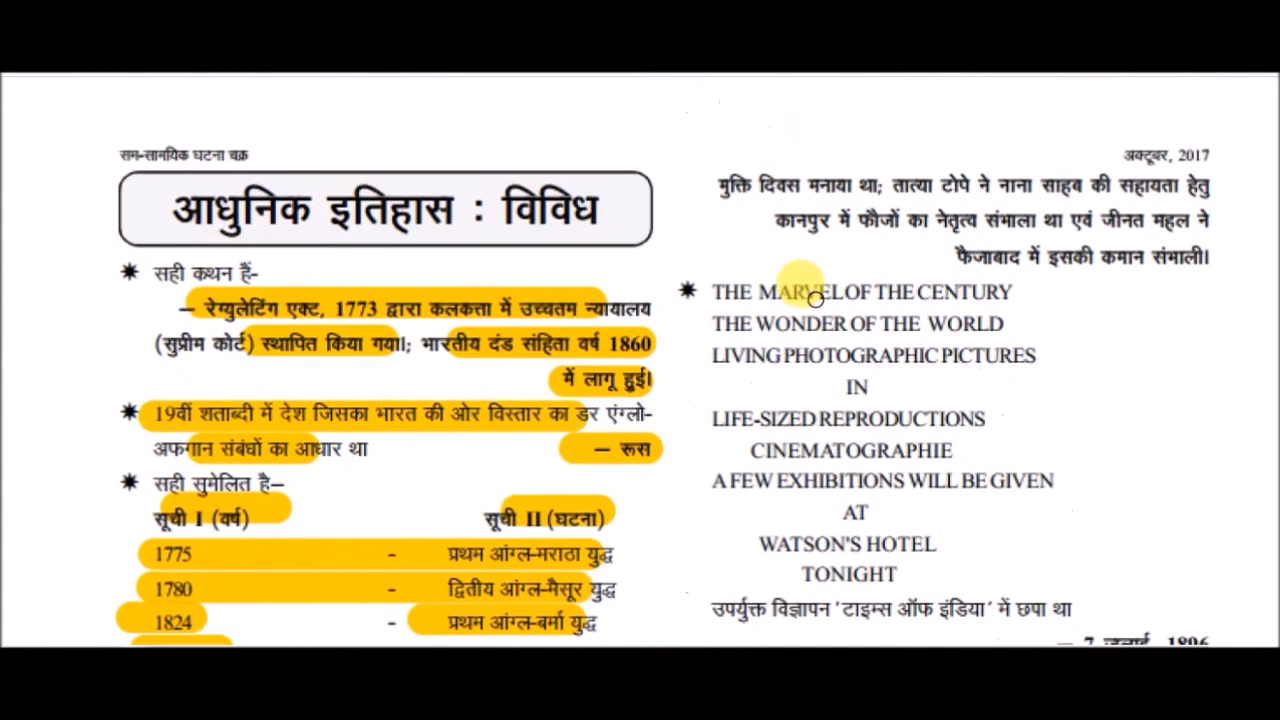 सम-सामयिक घटना चक्र
आधुनिक इतिहास : विविध
✷ सही कथन हैं-
– रेग्युलेटिंग एक्ट, 1773 द्वारा कलकत्ता में उच्चतम न्यायालय
(सुप्रीम कोर्ट) स्थापित किया गया।; भारतीय दंड संहिता वर्ष 1860
में लागू हुई।
✷ 19वीं शताब्दी में देश जिसका भारत की ओर विस्तार का डर एंग्लो-
अफगान संबंधों का आधार था – रूस
✷ सही सुमेलित है–
सूची I (वर्ष) सूची II (घटना)
1775 - प्रथम आंग्ल-मराठा युद्ध
1780 - द्वितीय आंग्ल-मैसूर युद्ध
1824 - प्रथम आंग्ल-बर्मा युद्ध
अक्टूबर, 2017
मुक्ति दिवस मनाया था; तात्या टोपे ने नाना साहब की सहायता हेतु
कानपुर में फौजों का नेतृत्व संभाला था एवं जीनत महल ने
फैजाबाद में इसकी कमान संभाली।
✷ THE MARVEL OF THE CENTURY
THE WONDER OF THE WORLD
LIVING PHOTOGRAPHIC PICTURES
IN
LIFE-SIZED REPRODUCTIONS
CINEMATOGRAPHIE
A FEW EXHIBITIONS WILL BE GIVEN
AT
WATSON'S HOTEL
TONIGHT
उपर्युक्त विज्ञापन 'टाइम्स ऑफ इंडिया' में छपा था
– 7 जुलाई, 1896